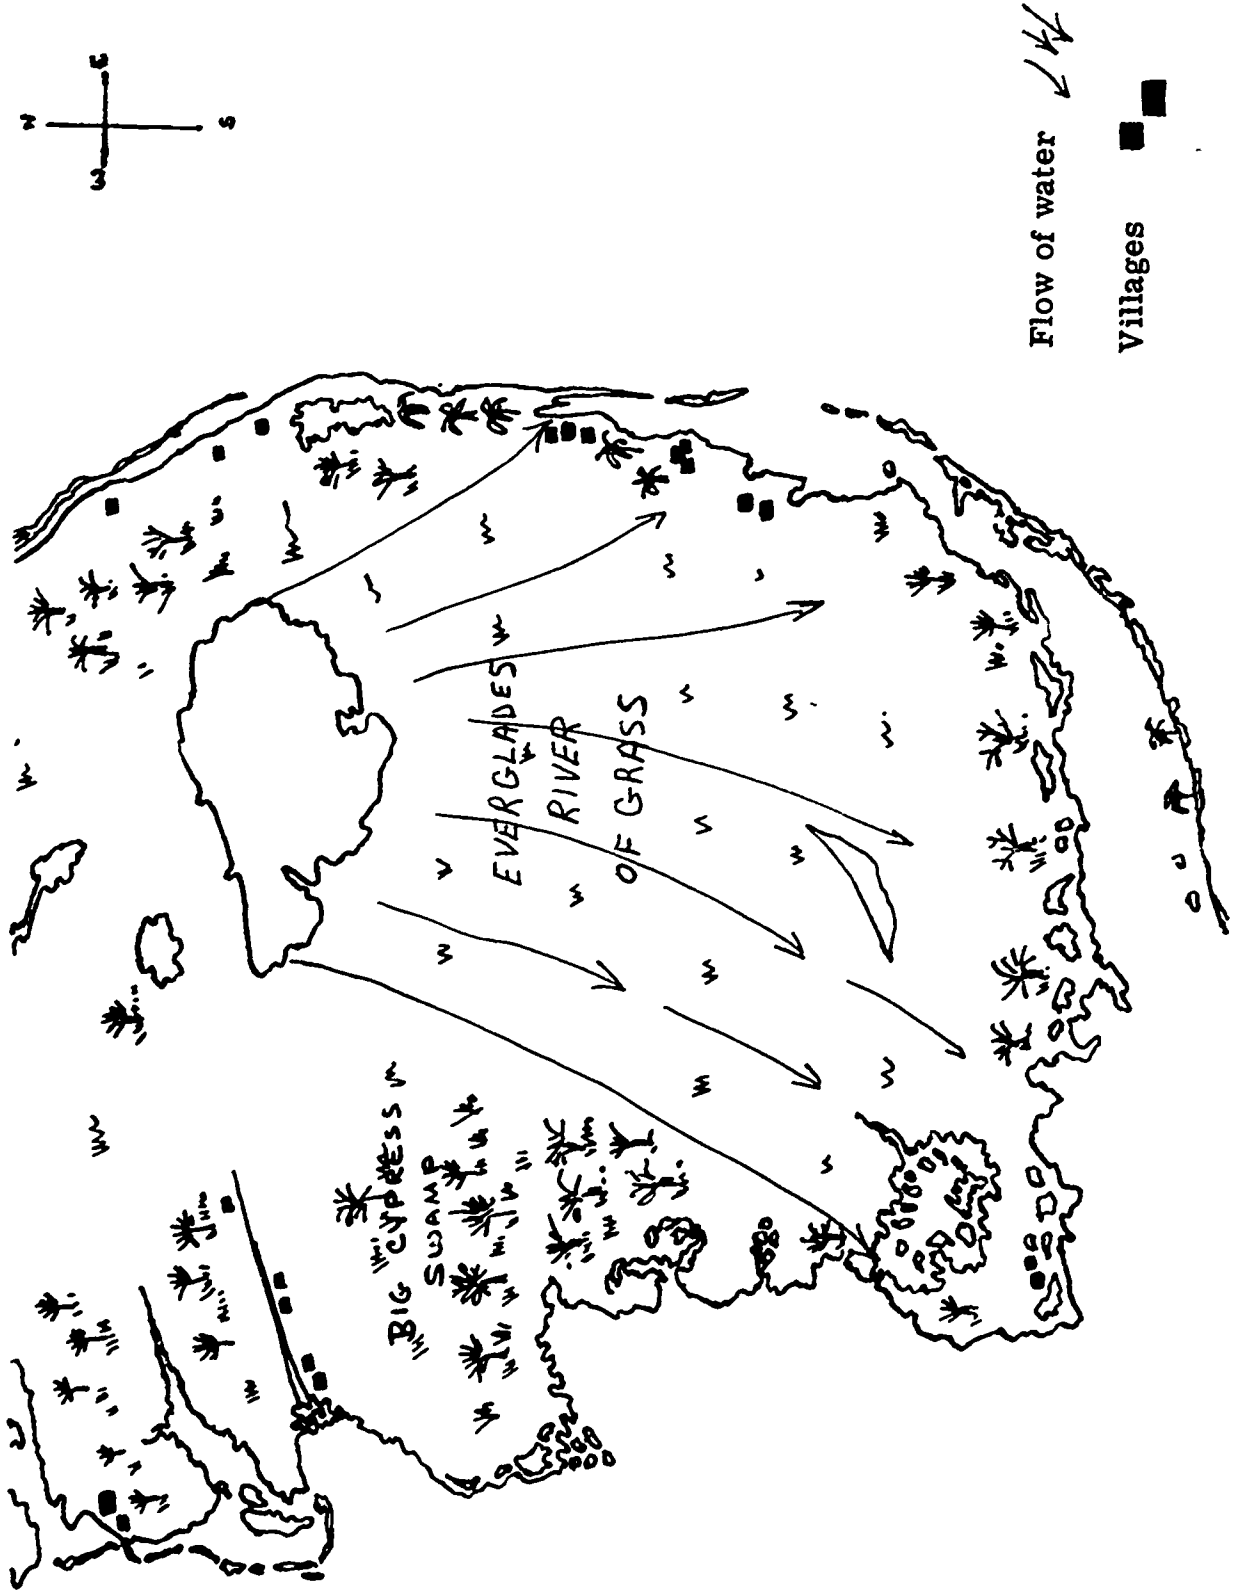 N
W E
S
BIG CYPRESS
SWAMP
EVERGLADES
RIVER
OF GRASS
Flow of water
Villages